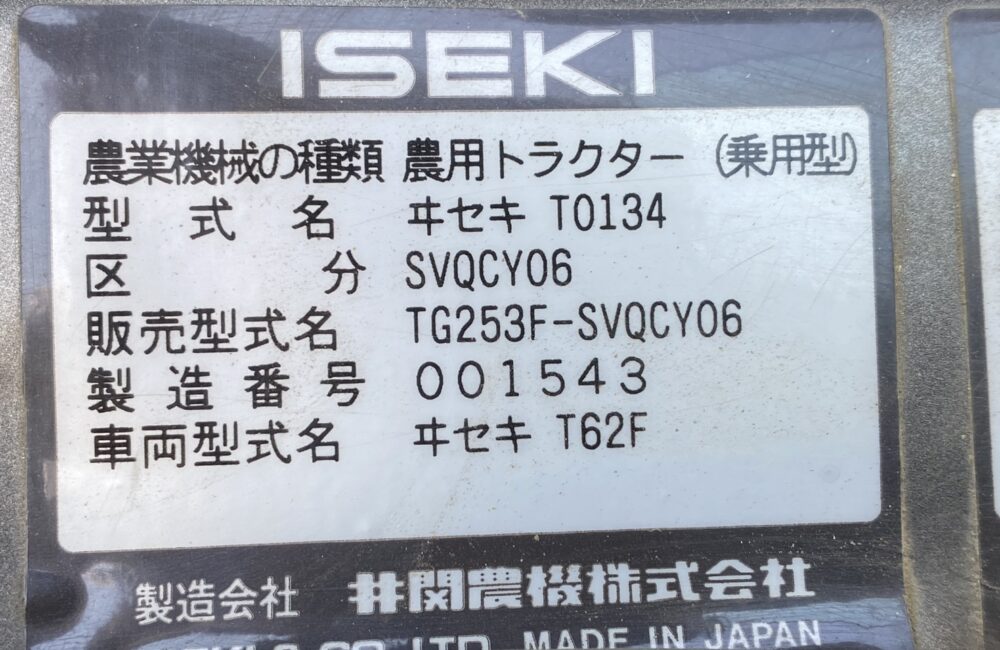 ISEKI
農業機械の種類 農用トラクター (乗用型)
型式名 ヰセキ T0134
区分 SVQCY06
販売型式名 TG253F-SVQCY06
製造番号 001543
車両型式名 ヰセキ T62F
製造会社 井関農機株式会社
CO.,LTD. MADE IN JAPAN